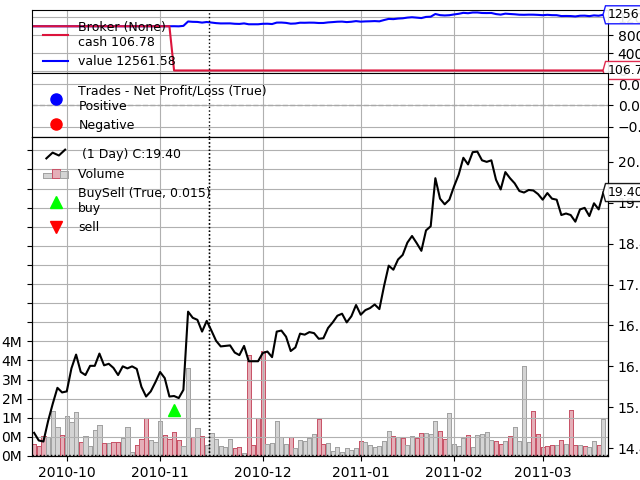 Broker (None)
cash 106.78
value 12561.58
1256
800
400
106.7
Trades - Net Profit/Loss (True)
Positive
Negative
0.0
0.0
−0.
(1 Day) C:19.40
Volume
BuySell (True, 0.015)
buy
sell
20.
19.40
19.
18.
17.
16.
16.
15.
14.
4M
4M
3M
2M
1M
0M
0M
2010-10
2010-11
2010-12
2011-01
2011-02
2011-03